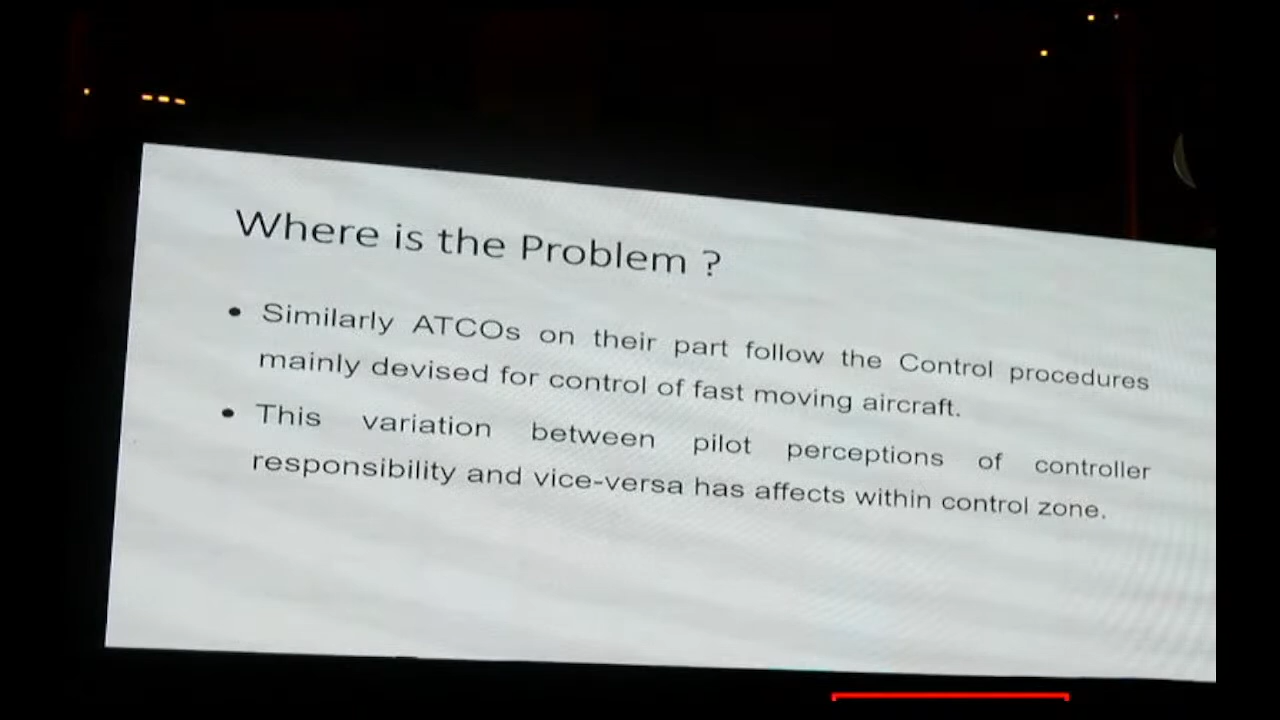 Where is the Problem ?
• Similarly ATCOs on their part follow the Control procedures
mainly devised for control of fast moving aircraft.
• This variation between pilot perceptions of controller
responsibility and vice-versa has affects within control zone.